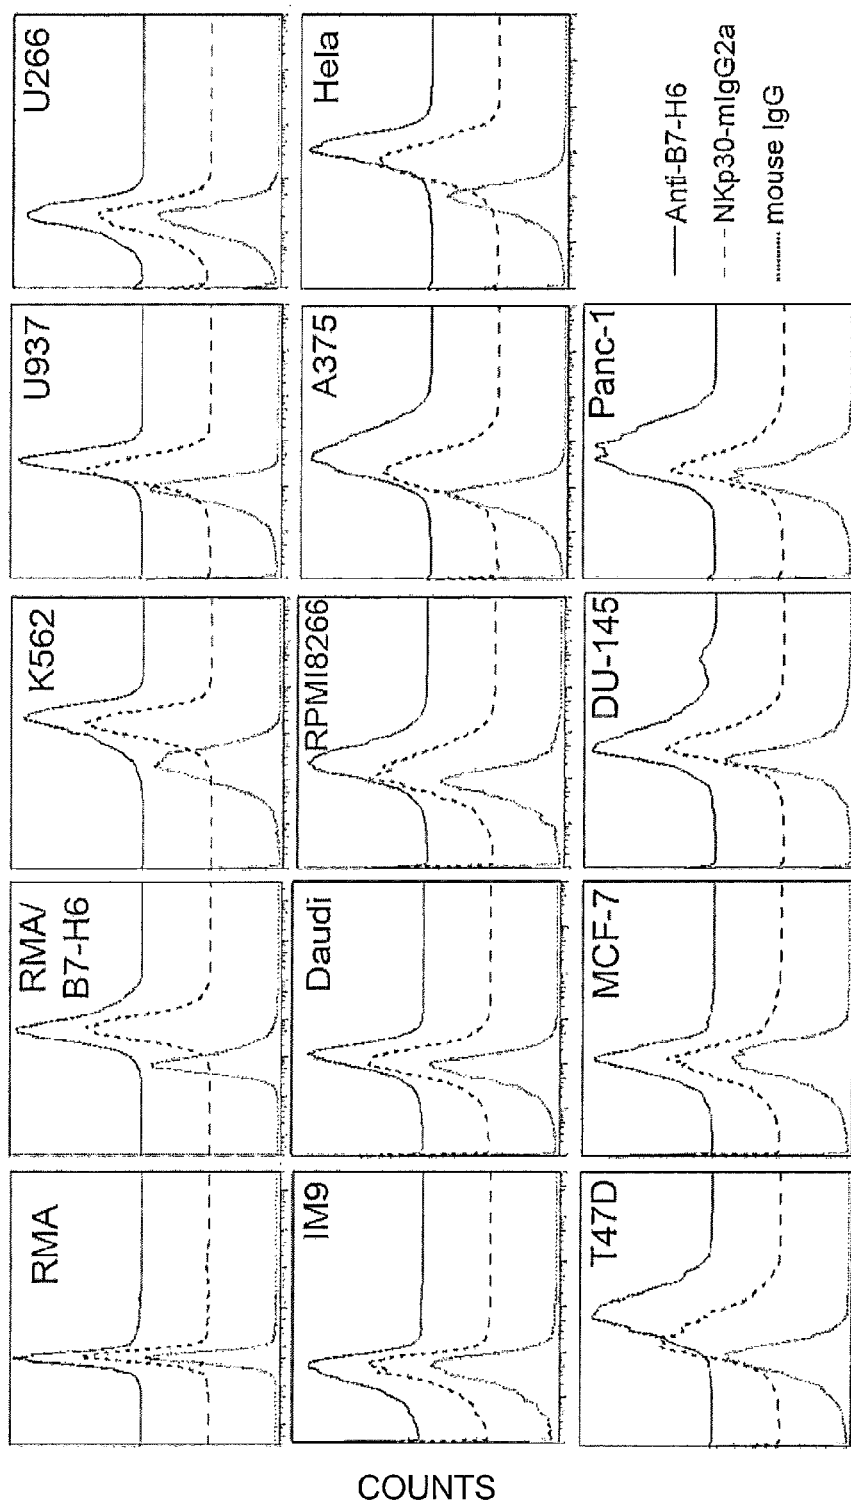 RMA
RMA/
B7-H6
K562
U937
U266
IM9
Daudi
RPMI8266
A375
Hela
T47D
MCF-7
DU-145
Panc-1
Anti-B7-H6
NKp30-mIgG2a
mouse IgG
COUNTS